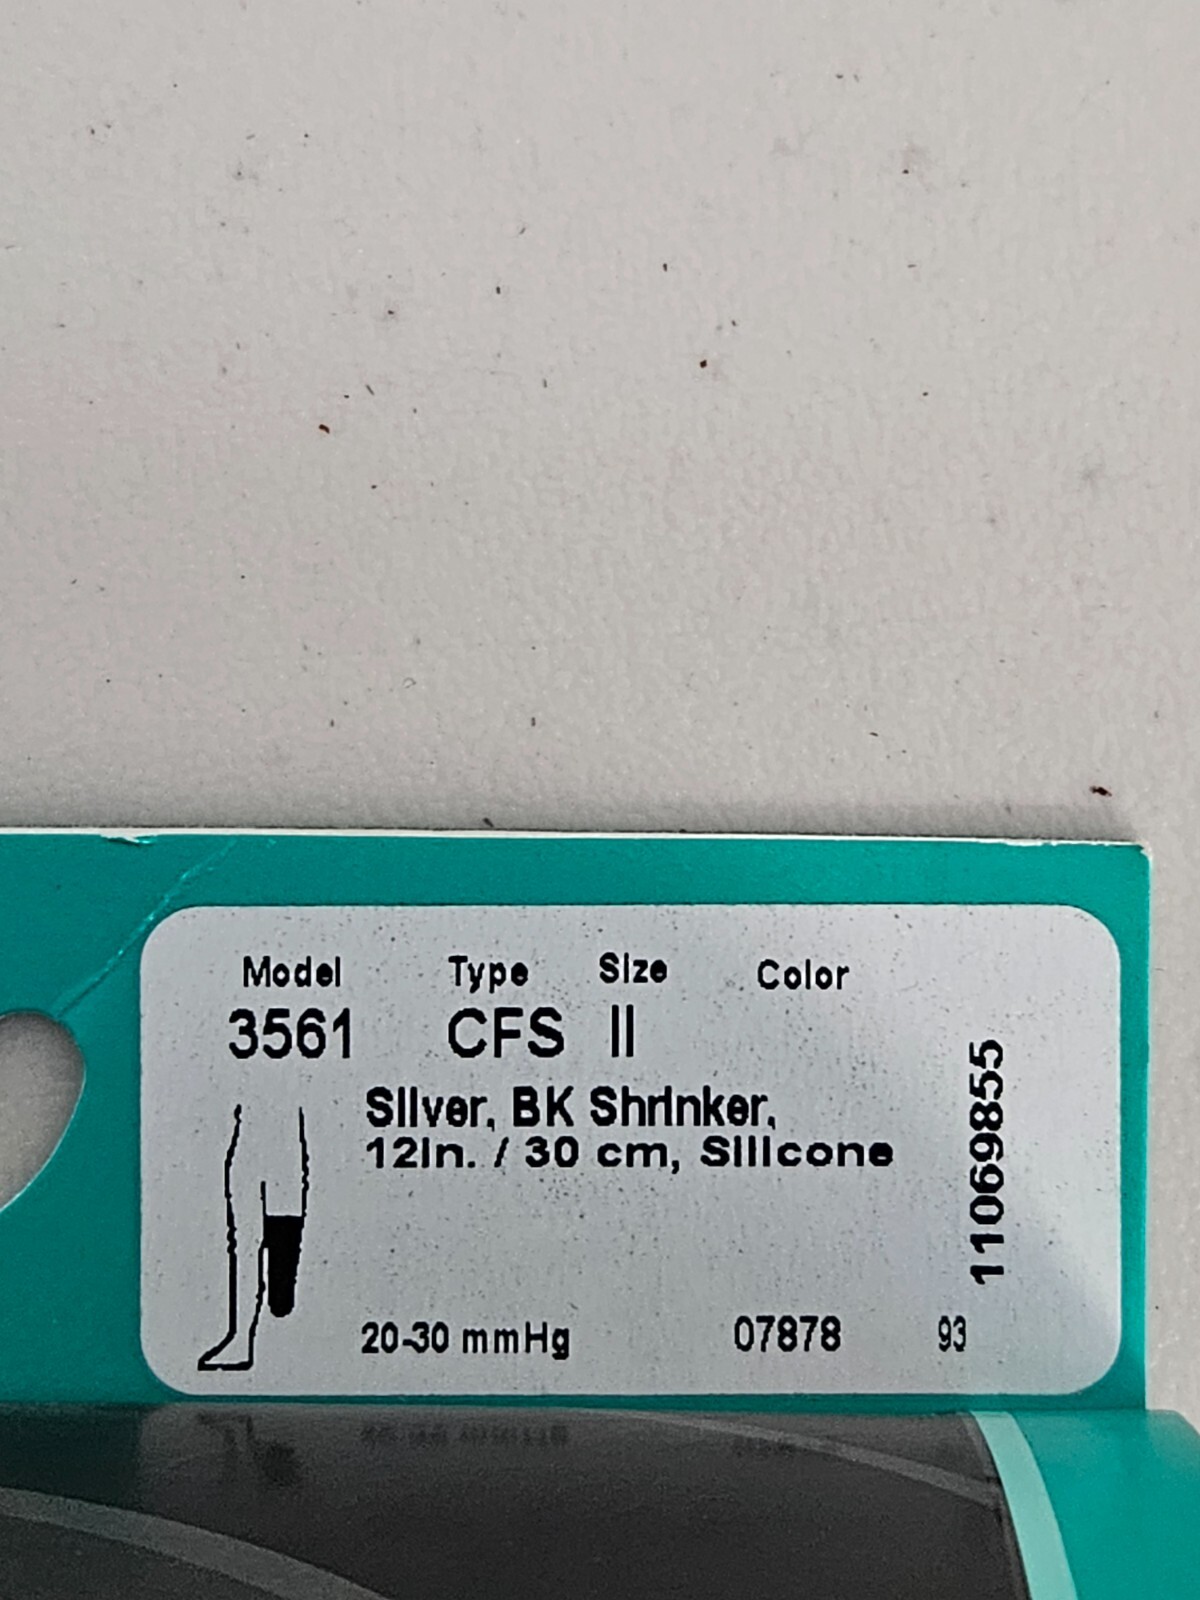 Model Type Size Color
3561 CFS II
Silver, BK Shrinker,
12in. / 30 cm, Silicone
20-30 mmHg 07878 93
11069855